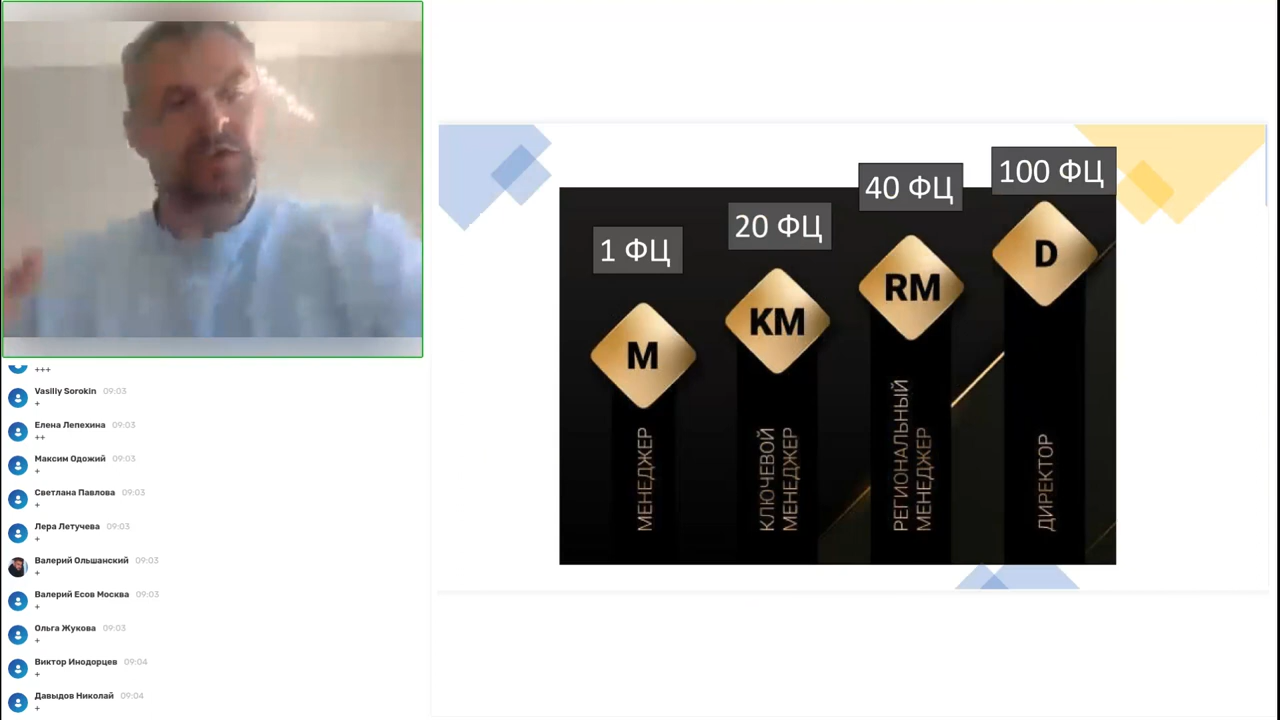 +++
Vasiliy Sorokin 09:03
+
Елена Лепехина 09:03
++
Максим Одожий 09:03
+
Светлана Павлова 09:03
+
Лера Летучева 09:03
+
Валерий Ольшанский 09:03
+
Валерий Есов Москва 09:03
+
Ольга Жукова 09:03
+
Виктор Инодорцев 09:04
+
Давыдов Николай 09:04
+
1 ФЦ
20 ФЦ
40 ФЦ
100 ФЦ
M
KM
RM
D
МЕНЕДЖЕР
КЛЮЧЕВОЙ
МЕНЕДЖЕР
РЕГИОНАЛЬНЫЙ
МЕНЕДЖЕР
ДИРЕКТОР